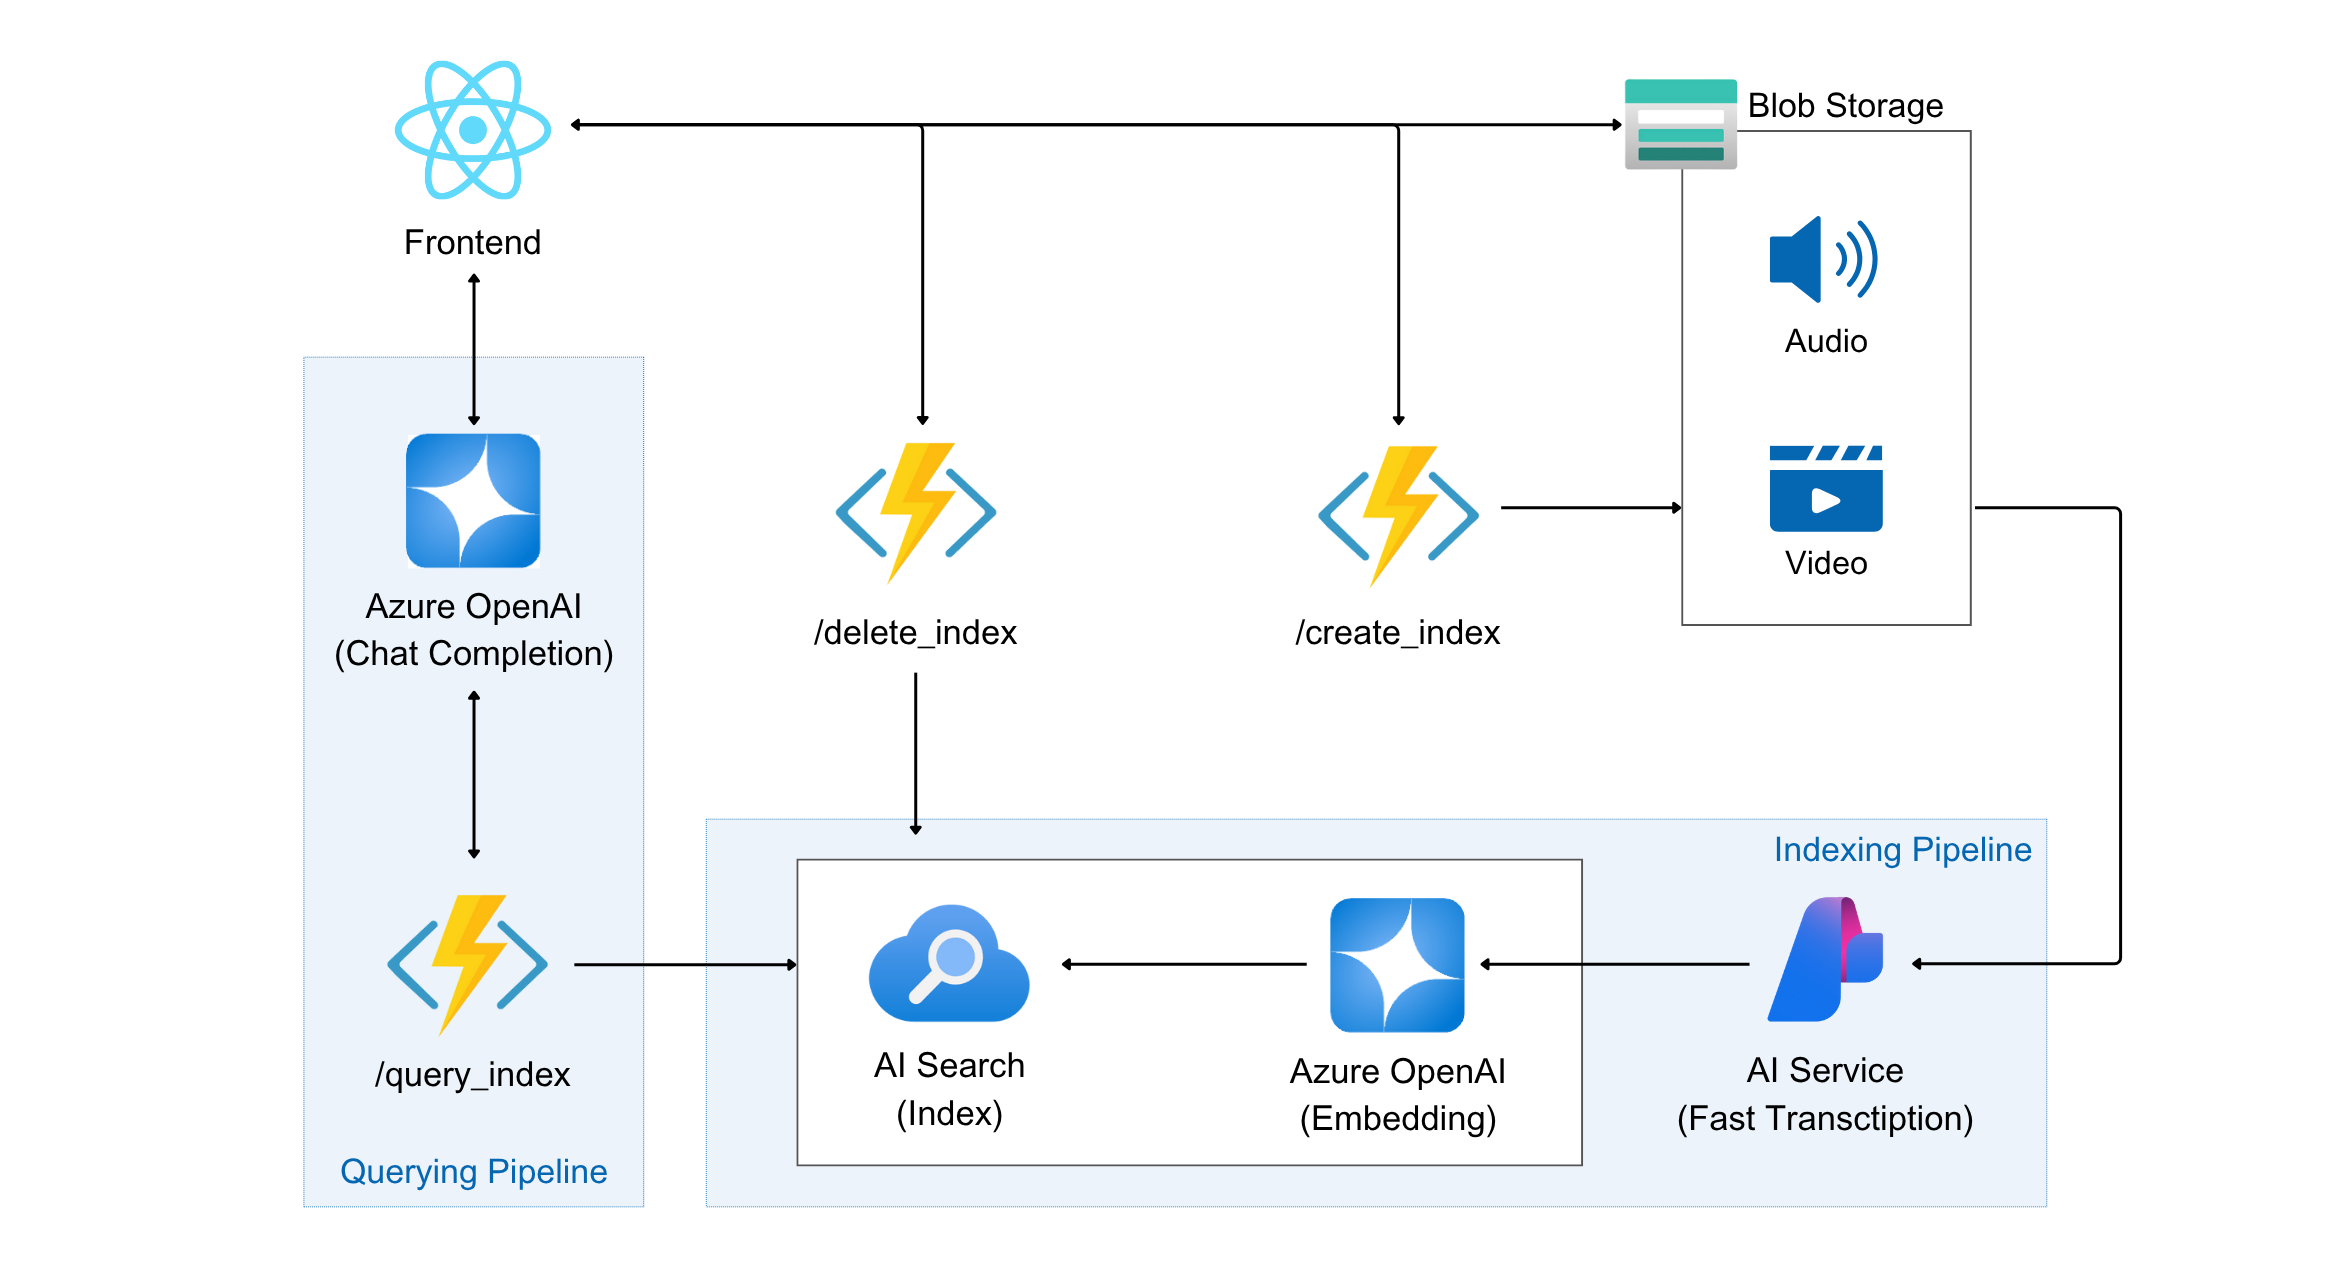 Blob Storage
Frontend
Audio
Video
Azure OpenAI
(Chat Completion)
/delete_index
/create_index
Indexing Pipeline
/query_index
AI Search
(Index)
Azure OpenAI
(Embedding)
AI Service
(Fast Transctiption)
Querying Pipeline